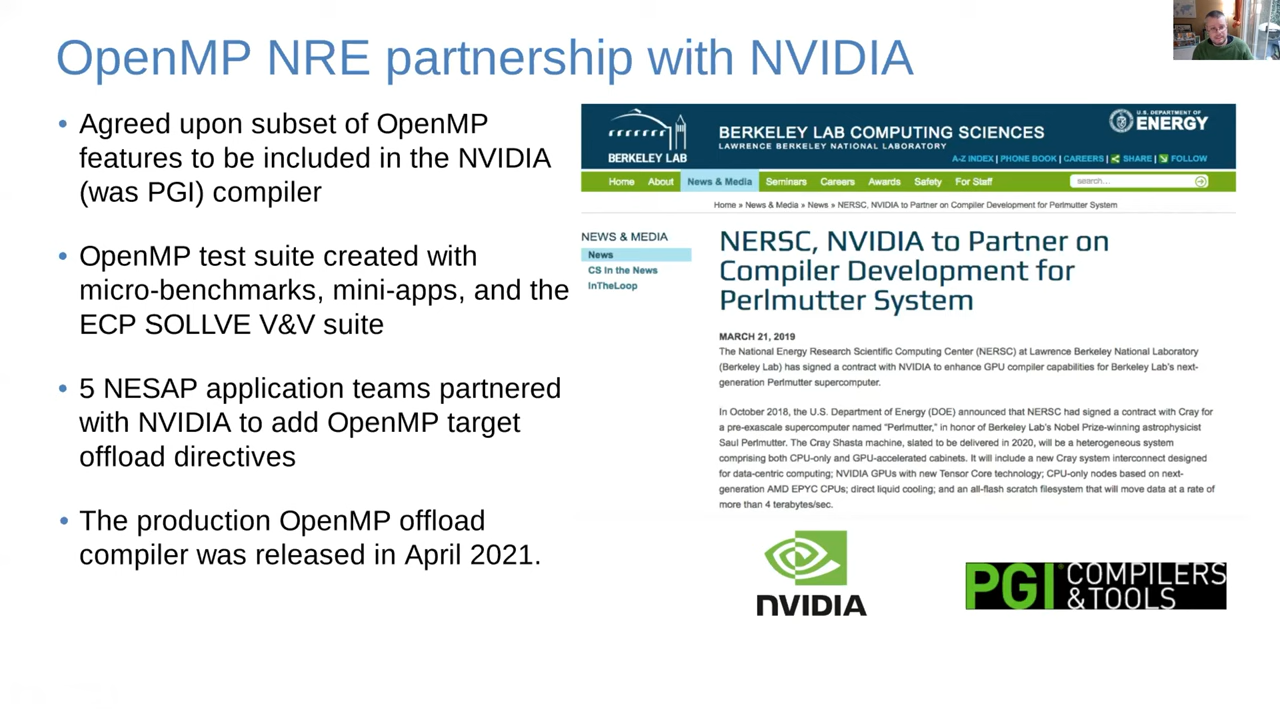 OpenMP NRE partnership with NVIDIA
• Agreed upon subset of OpenMP
features to be included in the NVIDIA
(was PGI) compiler
• OpenMP test suite created with
micro-benchmarks, mini-apps, and the
ECP SOLLVE V&V suite
• 5 NESAP application teams partnered
with NVIDIA to add OpenMP target
offload directives
• The production OpenMP offload
compiler was released in April 2021.
BERKELEY LAB
BERKELEY LAB COMPUTING SCIENCES
LAWRENCE BERKELEY NATIONAL LABORATORY
U.S. DEPARTMENT OF
ENERGY
A-Z INDEX | PHONE BOOK | CAREERS | SHARE | FOLLOW
Home About News & Media Seminars Careers Awards Safety For Staff search...
Home » News & Media » News » NERSC, NVIDIA to Partner on Compiler Development for Perlmutter System
NEWS & MEDIA
News
CS In the News
InTheLoop
NERSC, NVIDIA to Partner on
Compiler Development for
Perlmutter System
MARCH 21, 2019
The National Energy Research Scientific Computing Center (NERSC) at Lawrence Berkeley National Laboratory
(Berkeley Lab) has signed a contract with NVIDIA to enhance GPU compiler capabilities for Berkeley Lab's next-
generation Perlmutter supercomputer.
In October 2018, the U.S. Department of Energy (DOE) announced that NERSC had signed a contract with Cray for
a pre-exascale supercomputer named "Perlmutter," in honor of Berkeley Lab's Nobel Prize-winning astrophysicist
Saul Perlmutter. The Cray Shasta machine, slated to be delivered in 2020, will be a heterogeneous system
comprising both CPU-only and GPU-accelerated cabinets. It will include a new Cray system interconnect designed
for data-centric computing; NVIDIA GPUs with new Tensor Core technology; CPU-only nodes based on next-
generation AMD EPYC CPUs; direct liquid cooling; and an all-flash scratch filesystem that will move data at a rate of
more than 4 terabytes/sec.
NVIDIA
PGI COMPILERS
&TOOLS